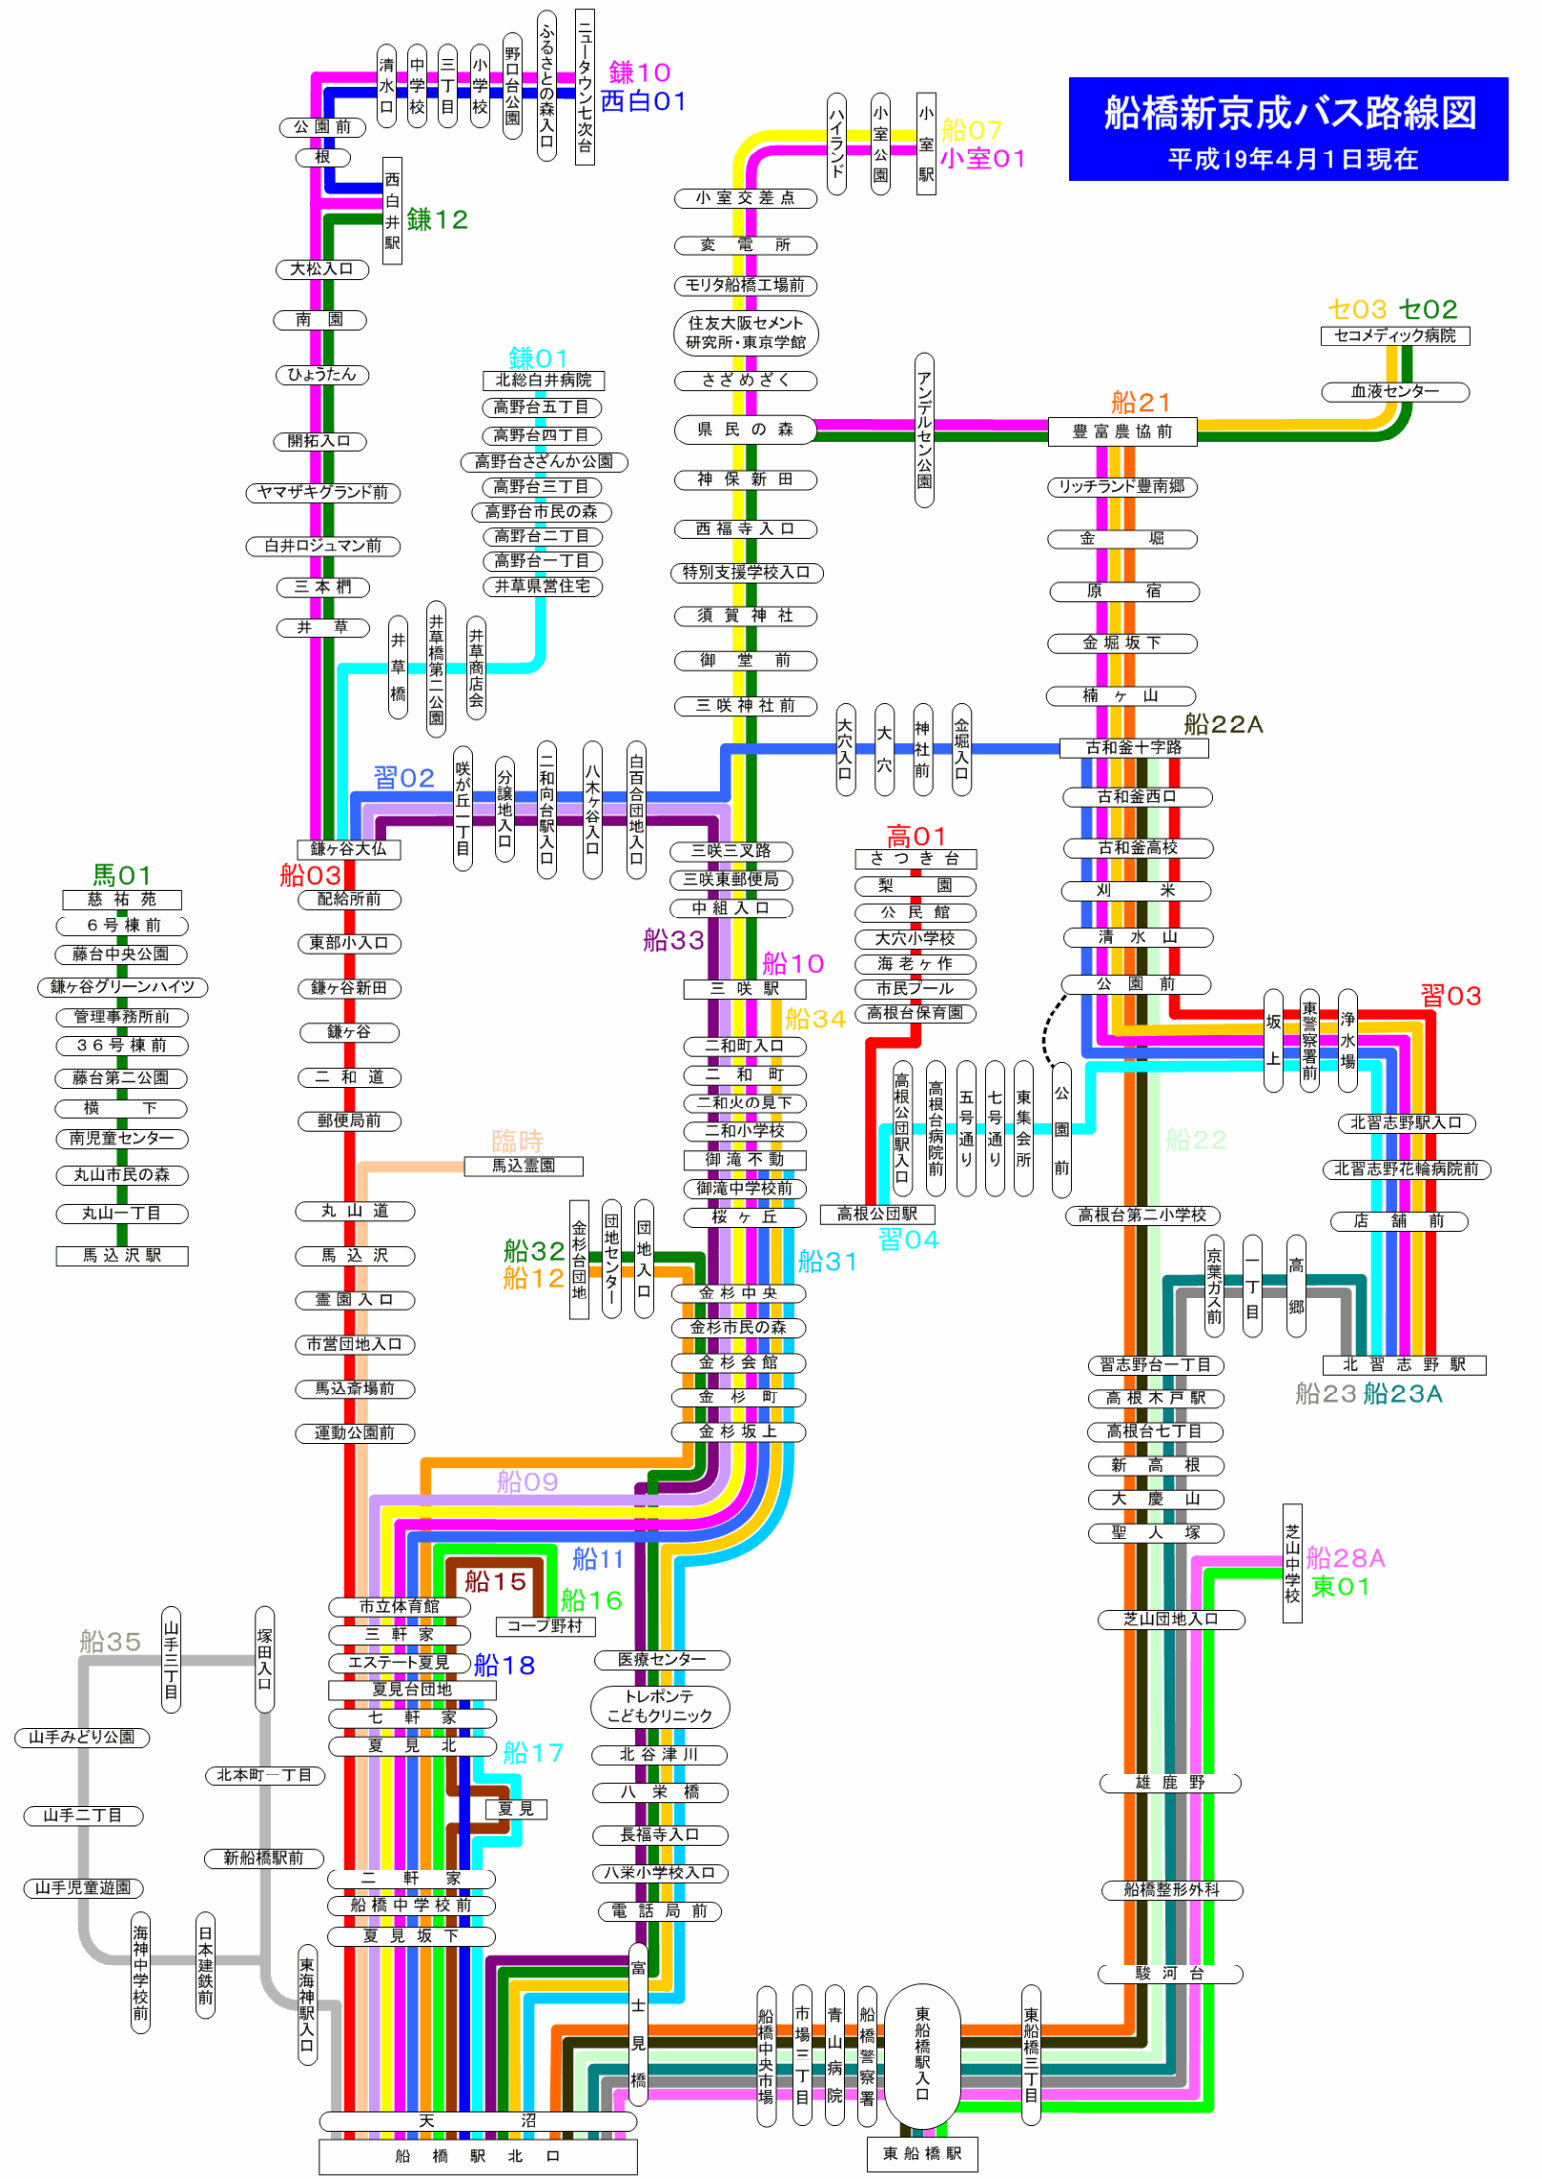 船橋新京成バス路線図
平成19年4月1日現在
鎌10
西白01
ニュータウン七次台
ふるさとの森入口
野口台公園
小学校
三丁目
中学校
清水口
公園前
根
西白井駅
鎌12
大松入口
南園
ひょうたん
開拓入口
ヤマザキグランド前
白井ロジュマン前
三本椚
井草
鎌01
北総白井病院
高野台五丁目
高野台四丁目
高野台さざんか公園
高野台三丁目
高野台市民の森
高野台二丁目
高野台一丁目
井草県営住宅
井草商店会
井草橋第二公園
井草橋
船07
小室01
小室駅
小室公園
ハイランド
小室交差点
変電所
モリタ船橋工場前
住友大阪セメント
研究所・東京学館
さざめざく
県民の森
アンデルセン公園
神保新田
西福寺入口
特別支援学校入口
須賀神社
御堂前
三咲神社前
セ03
セ02
セコメディック病院
血液センター
船21
豊富農協前
リッチランド豊南郷
金堀
原宿
金堀坂下
楠ヶ山
船22A
古和釜十字路
金堀入口
神社前
大穴
大穴入口
古和釜西口
古和釜高校
刈米
清水山
公園前
習02
咲が丘一丁目
分譲地入口
二和向台駅入口
八木ヶ谷入口
白百合団地入口
鎌ヶ谷大仏
船03
配給所前
東部小入口
鎌ヶ谷新田
鎌ヶ谷
二和道
郵便局前
臨時
馬込霊園
丸山道
馬込沢
霊園入口
市営団地入口
馬込斎場前
運動公園前
馬01
慈祐苑
6号棟前
藤台中央公園
鎌ヶ谷グリーンハイツ
管理事務所前
36号棟前
藤台第二公園
横下
南児童センター
丸山市民の森
丸山一丁目
馬込沢駅
三咲三叉路
三咲東郵便局
中組入口
船33
船10
三咲駅
船34
二和町入口
二和町
二和火の見下
二和小学校
御滝不動
御滝中学校前
桜ヶ丘
船31
船32
船12
金杉台団地
団地センター
団地入口
金杉中央
金杉市民の森
金杉会館
金杉町
金杉坂上
高01
さつき台
梨園
公民館
大穴小学校
海老ヶ作
市民プール
高根台保育園
高根公団駅
習04
高根公団駅入口
高根台病院前
五号通り
七号通り
東集会所
公園前
坂上
東警察署前
浄水場
習03
北習志野駅入口
北習志野花輪病院前
店舗前
北習志野駅
船23
船23A
高郷
一丁目
京葉ガス前
船22
高根台第二小学校
習志野台一丁目
高根木戸駅
高根台七丁目
新高根
大慶山
聖人塚
芝山中学校
船28A
東01
芝山団地入口
雄鹿野
船橋整形外科
駿河台
船09
船11
船15
船16
コープ野村
市立体育館
三軒家
エステート夏見
船18
夏見台団地
七軒家
夏見北
船17
夏見
二軒家
船橋中学校前
夏見坂下
船35
山手三丁目
塚田入口
山手みどり公園
北本町一丁目
山手二丁目
新船橋駅前
山手児童遊園
海神中学校前
日本建鉄前
東海神駅入口
医療センター
トレポンテ
こどもクリニック
北谷津川
八栄橋
長福寺入口
八栄小学校入口
電話局前
富士見橋
船橋中央市場
市場三丁目
青山病院
船橋警察署
東船橋駅入口
東船橋三丁目
天沼
船橋駅北口
東船橋駅